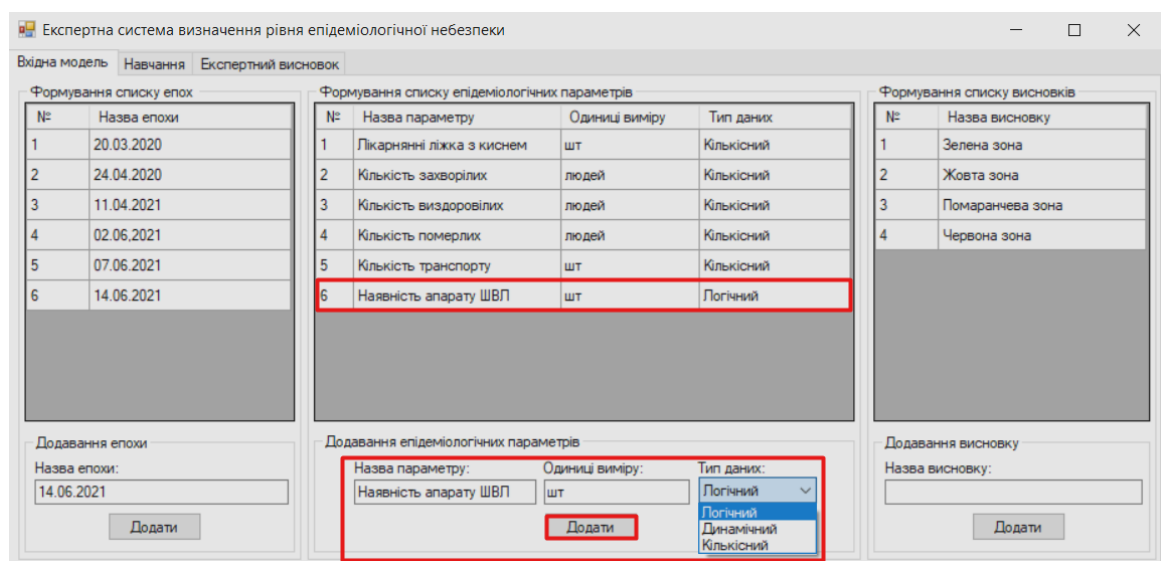 Експертна система визначення рівня епідеміологічної небезпеки
Вхідна модель Навчання Експертний висновок
Формування списку епох
№ Назва епохи
1 20.03.2020
2 24.04.2020
3 11.04.2021
4 02.06,2021
5 07.06.2021
6 14.06.2021
Додавання епохи
Назва епохи:
14.06.2021
Додати
Формування списку епідеміологічних параметрів
№ Назва параметру Одиниці виміру Тип даних
1 Лікарнянні ліжка з киснем шт Кількісний
2 Кількість захворілих людей Кількісний
3 Кількість виздоровілих людей Кількісний
4 Кількість померлих людей Кількісний
5 Кількість транспорту шт Кількісний
6 Наявність апарату ШВЛ шт Логічний
Додавання епідеміологічних параметрів
Назва параметру: Одиниці виміру: Тип даних:
Наявність апарату ШВЛ шт Логічний
Логічний
Динамічний
Кількісний
Додати
Формування списку висновків
№ Назва висновку
1 Зелена зона
2 Жовта зона
3 Помаранчева зона
4 Червона зона
Додавання висновку
Назва висновку:
Додати